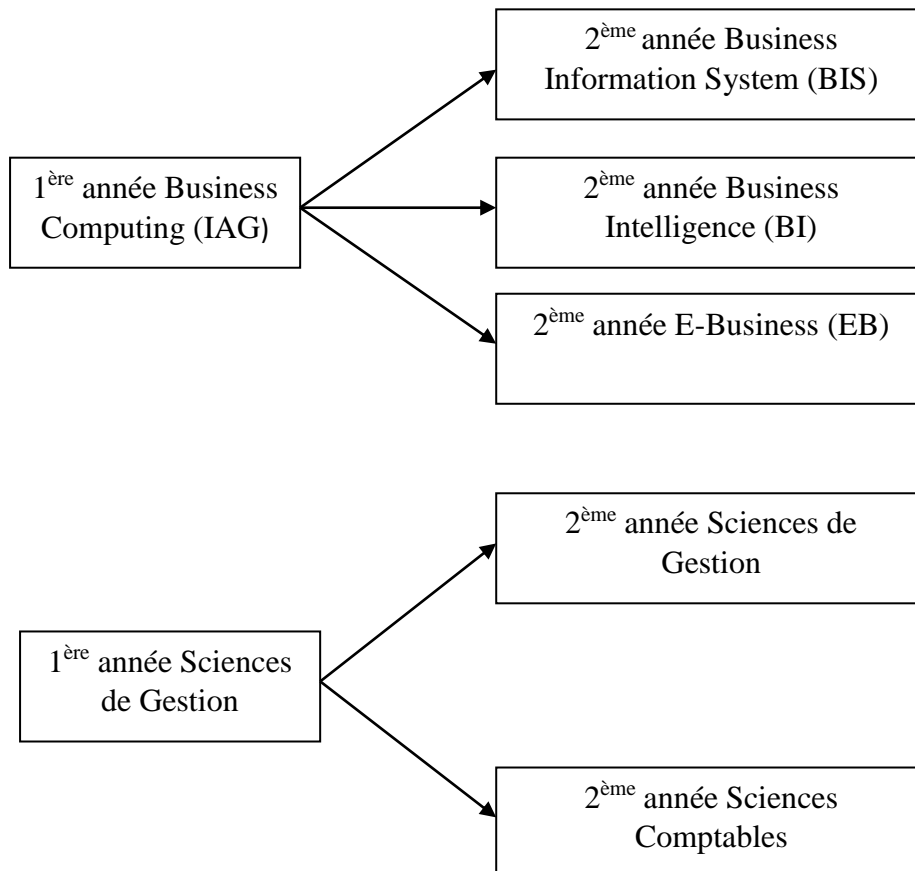 2ème année Business
Information System (BIS)
1ère année Business
Computing (IAG)
2ème année Business
Intelligence (BI)
2ème année E-Business (EB)
2ème année Sciences de
Gestion
1ère année Sciences
de Gestion
2ème année Sciences
Comptables